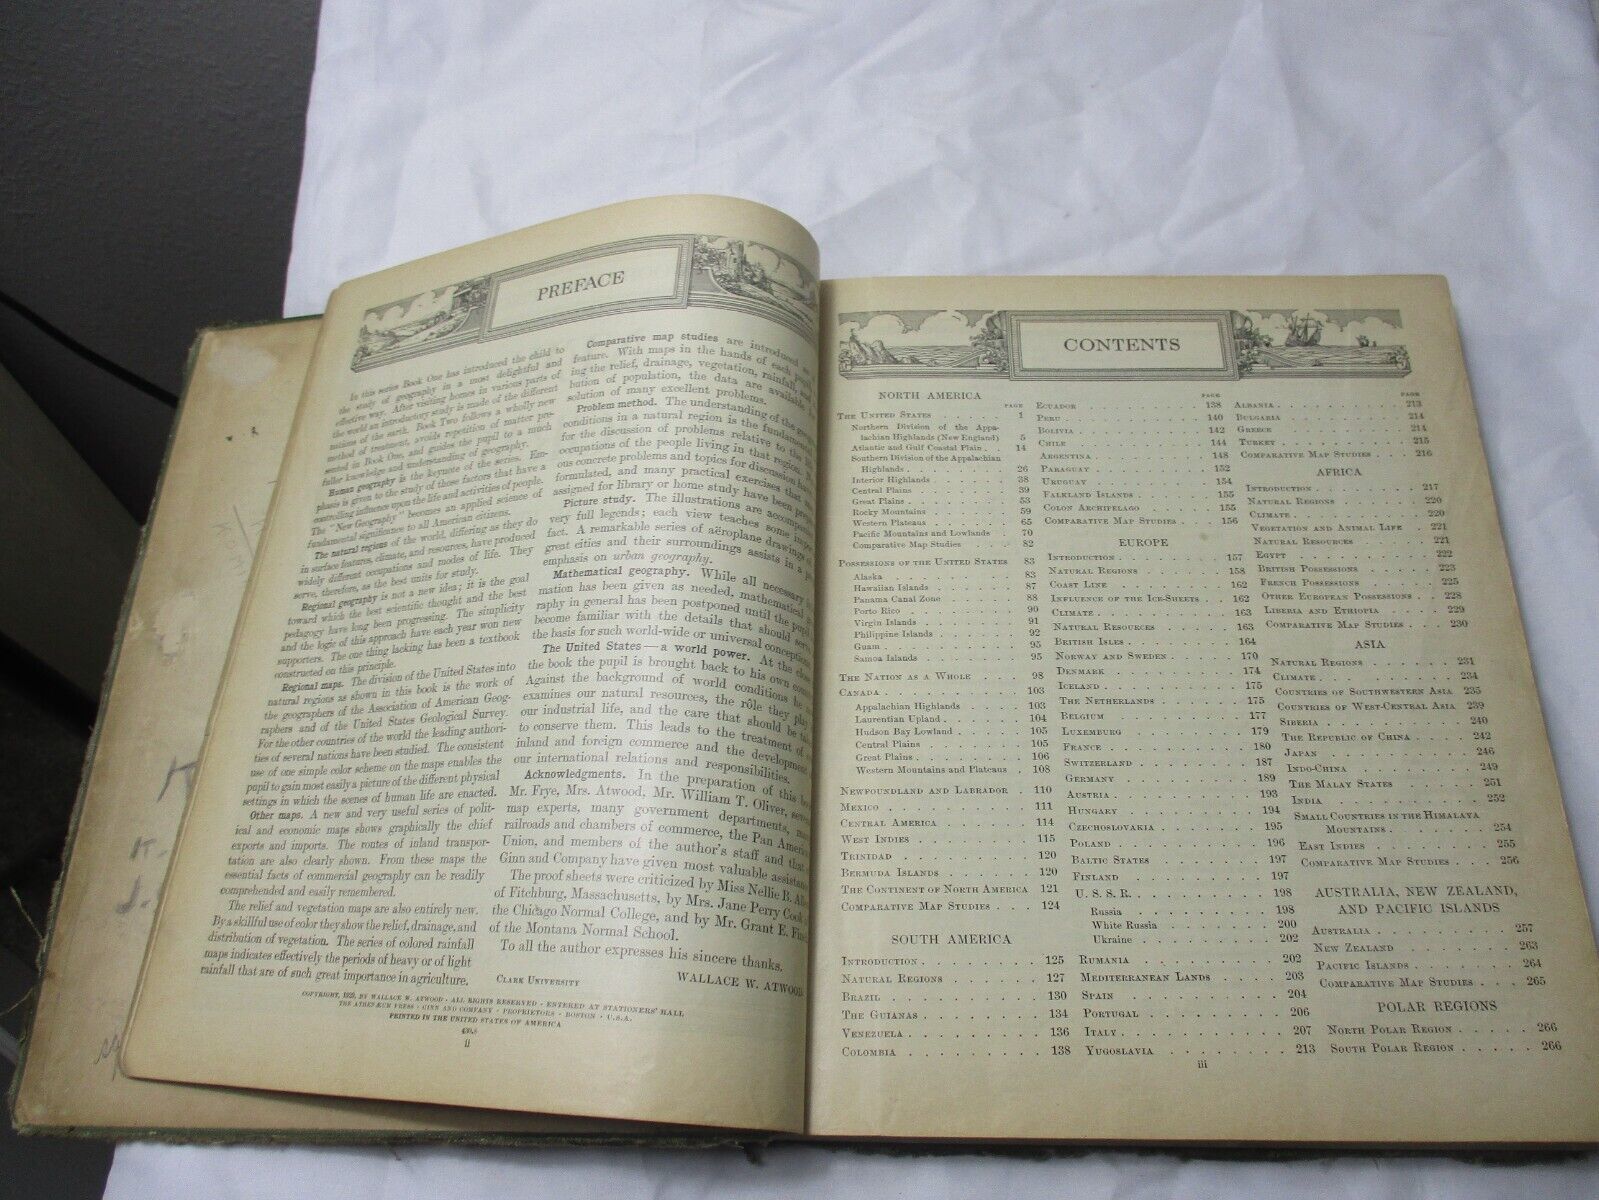 PREFACE
In this series Book One has introduced the child to
the study of geography in a most delightful and
effective way. After visiting homes in various parts of
the world an introductory study is made of the different
nations of the earth. Book Two follows a wholly new
method of treatment, avoids repetition of matter pre-
sented in Book One, and guides the pupil to a much
fuller knowledge and understanding of geography.
Human geography is the keynote of the series. Em-
phasis is given to the study of those factors that have a
controlling influence upon the life and activities of people.
The "New Geography" becomes an applied science of
fundamental significance to all American citizens.
The natural regions of the world, differing as they do
in surface features, climate, and resources, have produced
widely different occupations and modes of life. They
serve, therefore, as the best units for study.
Regional geography is not a new idea; it is the goal
toward which the best scientific thought and the best
pedagogy have long been progressing. The simplicity
and the logic of this approach have each year won new
supporters. The one thing lacking has been a textbook
constructed on this principle.
Regional maps. The division of the United States into
natural regions as shown in this book is the work of
the geographers of the Association of American Geog-
raphers and of the United States Geological Survey.
For the other countries of the world the leading authori-
ties of several nations have been studied. The consistent
use of one simple color scheme on the maps enables the
pupil to gain most easily a picture of the different physical
settings in which the scenes of human life are enacted.
Other maps. A new and very useful series of polit-
ical and economic maps shows graphically the chief
exports and imports. The routes of inland transpor-
tation are also clearly shown. From these maps the
essential facts of commercial geography can be readily
comprehended and easily remembered.
The relief and vegetation maps are also entirely new.
By a skillful use of color they show the relief, drainage, and
distribution of vegetation. The series of colored rainfall
maps indicates effectively the periods of heavy or of light
rainfall that are of such great importance in agriculture.
Comparative map studies are introduced as a
feature. With maps in the hands of each pupil
ing the relief, drainage, vegetation, rainfall, and
bution of population, the data are available for
solution of many excellent problems.
Problem method. The understanding of the geographic
conditions in a natural region is the fundamental
for the discussion of problems relative to the
occupations of the people living in that region.
ous concrete problems and topics for discussion have
formulated, and many practical exercises that
assigned for library or home study have been
Picture study. The illustrations are accompanied
very full legends; each view teaches some important
fact. A remarkable series of aëroplane drawings of
great cities and their surroundings assists in a
emphasis on urban geography.
Mathematical geography. While all necessary
mation has been given as needed, mathematical
raphy in general has been postponed until the pupil
become familiar with the details that should serve
the basis for such world-wide or universal conceptions.
The United States—a world power. At the close
the book the pupil is brought back to his own country.
Against the background of world conditions he
examines our natural resources, the rôle they play
our industrial life, and the care that should be
to conserve them. This leads to the treatment of
inland and foreign commerce and the development
our international relations and responsibilities.
Acknowledgments. In the preparation of this book
Mr. Frye, Mrs. Atwood, Mr. William T. Oliver, several
map experts, many government departments, many
railroads and chambers of commerce, the Pan American
Union, and members of the author's staff and that
Ginn and Company have given most valuable assistance.
The proof sheets were criticized by Miss Nellie B. Allen
of Fitchburg, Massachusetts, by Mrs. Jane Perry Cook
the Chicago Normal College, and by Mr. Grant E. Finch
of the Montana Normal School.
To all the author expresses his sincere thanks.
WALLACE W. ATWOOD
CLARK UNIVERSITY
COPYRIGHT, 1929, BY WALLACE W. ATWOOD · ALL RIGHTS RESERVED · ENTERED AT STATIONERS' HALL
THE ATHENÆUM PRESS · GINN AND COMPANY · PROPRIETORS · BOSTON · U.S.A.
PRINTED IN THE UNITED STATES OF AMERICA
430.8
ii
CONTENTS
NORTH AMERICA
PAGE
THE UNITED STATES 1
Northern Division of the Appa-
lachian Highlands (New England) 5
Atlantic and Gulf Coastal Plain 14
Southern Division of the Appalachian
Highlands 26
Interior Highlands 38
Central Plains 39
Great Plains 53
Rocky Mountains 59
Western Plateaus 65
Pacific Mountains and Lowlands 70
Comparative Map Studies 82
POSSESSIONS OF THE UNITED STATES 83
Alaska 83
Hawaiian Islands 87
Panama Canal Zone 88
Porto Rico 90
Virgin Islands 91
Philippine Islands 92
Guam 95
Samoa Islands 95
THE NATION AS A WHOLE 98
CANADA 103
Appalachian Highlands 103
Laurentian Upland 104
Hudson Bay Lowland 105
Central Plains 105
Great Plains 106
Western Mountains and Plateaus 108
NEWFOUNDLAND AND LABRADOR 110
MEXICO 111
CENTRAL AMERICA 114
WEST INDIES 115
TRINIDAD 120
BERMUDA ISLANDS 120
THE CONTINENT OF NORTH AMERICA 121
COMPARATIVE MAP STUDIES 124
SOUTH AMERICA
INTRODUCTION 125
NATURAL REGIONS 127
BRAZIL 130
THE GUIANAS 134
VENEZUELA 136
COLOMBIA 138
PAGE
ECUADOR 138
PERU 140
BOLIVIA 142
CHILE 144
ARGENTINA 148
PARAGUAY 152
URUGUAY 154
FALKLAND ISLANDS 155
COLON ARCHIPELAGO 155
COMPARATIVE MAP STUDIES 156
EUROPE
INTRODUCTION 157
NATURAL REGIONS 158
COAST LINE 162
INFLUENCE OF THE ICE-SHEETS 162
CLIMATE 163
NATURAL RESOURCES 163
BRITISH ISLES 164
NORWAY AND SWEDEN 170
DENMARK 174
ICELAND 175
THE NETHERLANDS 175
BELGIUM 177
LUXEMBURG 179
FRANCE 180
SWITZERLAND 187
GERMANY 189
AUSTRIA 193
HUNGARY 194
CZECHOSLOVAKIA 195
POLAND 196
BALTIC STATES 197
FINLAND 197
U. S. S. R. 198
Russia 198
White Russia 200
Ukraine 202
RUMANIA 202
MEDITERRANEAN LANDS 203
SPAIN 204
PORTUGAL 206
ITALY 207
YUGOSLAVIA 213
PAGE
ALBANIA 213
BULGARIA 214
GREECE 214
TURKEY 215
COMPARATIVE MAP STUDIES 216
AFRICA
INTRODUCTION 217
NATURAL REGIONS 220
CLIMATE 220
VEGETATION AND ANIMAL LIFE 221
NATURAL RESOURCES 221
EGYPT 222
BRITISH POSSESSIONS 223
FRENCH POSSESSIONS 225
OTHER EUROPEAN POSSESSIONS 228
LIBERIA AND ETHIOPIA 229
COMPARATIVE MAP STUDIES 230
ASIA
NATURAL REGIONS 231
CLIMATE 234
COUNTRIES OF SOUTHWESTERN ASIA 235
COUNTRIES OF WEST-CENTRAL ASIA 239
SIBERIA 240
THE REPUBLIC OF CHINA 242
JAPAN 246
INDO-CHINA 249
THE MALAY STATES 251
INDIA 252
SMALL COUNTRIES IN THE HIMALAYA
MOUNTAINS 254
EAST INDIES 255
COMPARATIVE MAP STUDIES 256
AUSTRALIA, NEW ZEALAND,
AND PACIFIC ISLANDS
AUSTRALIA 257
NEW ZEALAND 263
PACIFIC ISLANDS 264
COMPARATIVE MAP STUDIES 265
POLAR REGIONS
NORTH POLAR REGION 266
SOUTH POLAR REGION 266
iii